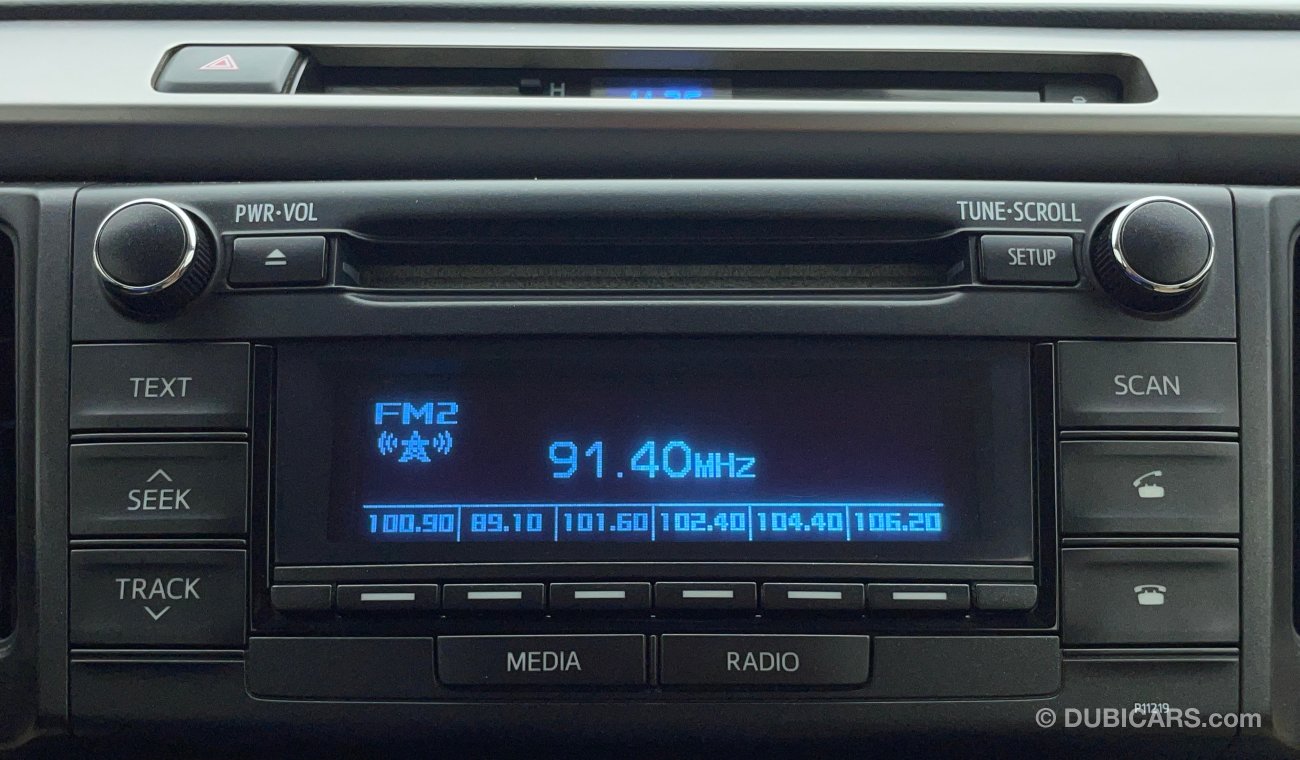 H
PWR·VOL
TUNE·SCROLL
SETUP
TEXT
SCAN
FM2
91.40MHz
SEEK
100.90 89.10 101.60 102.40 104.40 106.20
TRACK
MEDIA
RADIO
P11219
© DUBICARS.com